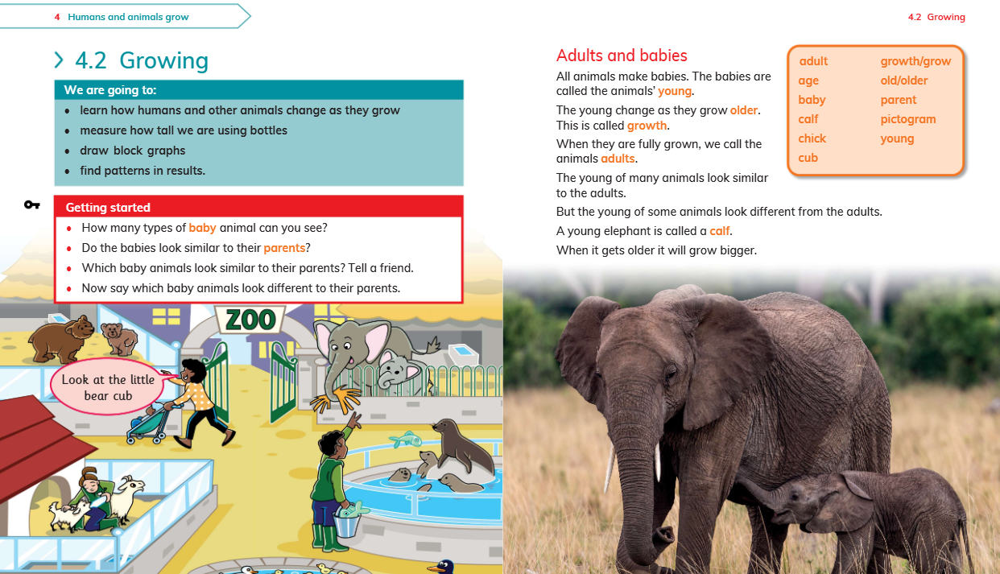 4 Humans and animals grow
4.2 Growing
We are going to:
• learn how humans and other animals change as they grow
• measure how tall we are using bottles
• draw block graphs
• find patterns in results.
Getting started
• How many types of baby animal can you see?
• Do the babies look similar to their parents?
• Which baby animals look similar to their parents? Tell a friend.
• Now say which baby animals look different to their parents.
ZOO
Look at the little
bear cub
4.2 Growing
Adults and babies
All animals make babies. The babies are
called the animals’ young.
The young change as they grow older.
This is called growth.
When they are fully grown, we call the
animals adults.
The young of many animals look similar
to the adults.
But the young of some animals look different from the adults.
A young elephant is called a calf.
When it gets older it will grow bigger.
adult growth/grow
age old/older
baby parent
calf pictogram
chick young
cub